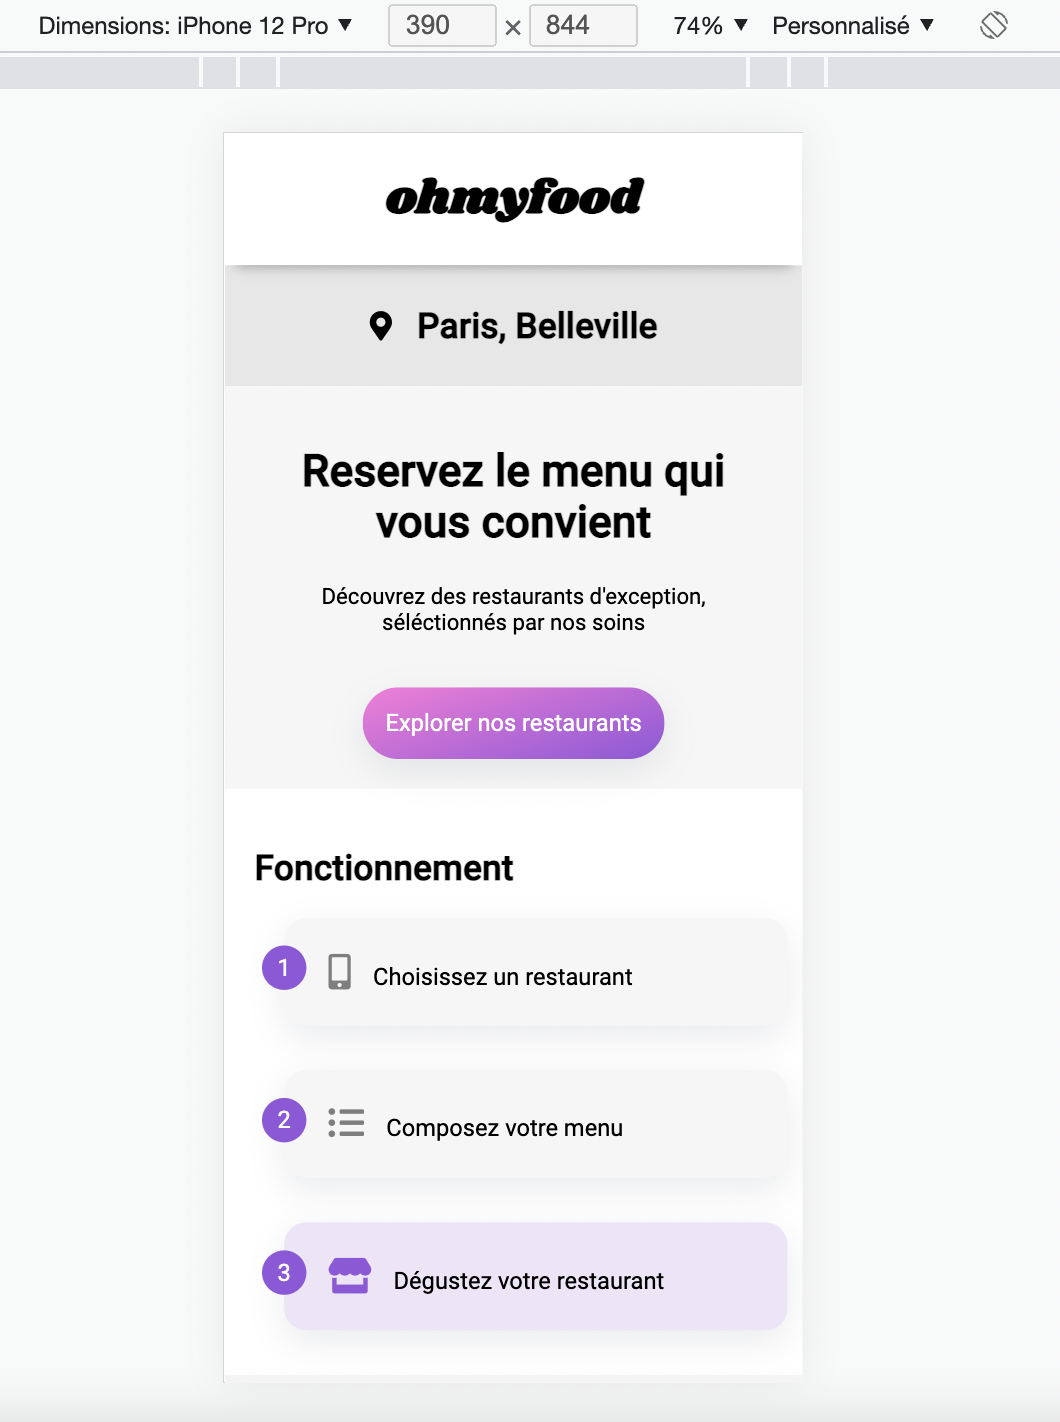 Dimensions: iPhone 12 Pro ▼ 390 × 844 74% ▼ Personnalisé ▼
ohmyfood
Paris, Belleville
Reservez le menu qui
vous convient
Découvrez des restaurants d'exception,
séléctionnés par nos soins
Explorer nos restaurants
Fonctionnement
1 Choisissez un restaurant
2 Composez votre menu
3 Dégustez votre restaurant